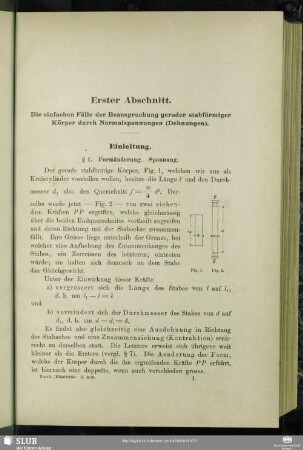 Erster Abschnitt.
Die einfachen Fälle der Beanspruchung gerader stabförmiger
Körper durch Normalspannungen (Dehnungen).
Einleitung.
§ 1. Formänderung. Spannung.
Der gerade stabförmige Körper, Fig. 1, welchen wir uns als
Kreiscylinder vorstellen wollen, besitze die Länge l und den Durch-
messer d, also den Querschnitt f = π/4 d². Der-
selbe werde jetzt — Fig. 2 — von zwei ziehen-
den Kräften P P ergriffen, welche gleichmässig
über die beiden Endquerschnitte vertheilt angreifen
und deren Richtung mit der Stabachse zusammen-
fällt. Ihre Grösse liege unterhalb der Grenze, bei
welcher eine Aufhebung des Zusammenhanges des
Stabes, ein Zerreissen des letzteren, eintreten
würde; sie halten sich demnach an dem Stabe
das Gleichgewicht.
Fig. 1. Fig. 2.
Unter der Einwirkung dieser Kräfte
a) vergrössert sich die Länge des Stabes von l auf l₁,
d. h. um l₁ — l = λ
und
b) vermindert sich der Durchmesser des Stabes von d auf
d₁, d. h. um d — d₁ = δ.
Es findet also gleichzeitig eine Ausdehnung in Richtung
der Stabachse und eine Zusammenziehung (Kontraktion) senk-
recht zu derselben statt. Die Letztere erweist sich übrigens weit
kleiner als die Erstere (vergl. § 7). Die Aenderung der Form,
welche der Körper durch die ihn ergreifenden Kräfte P P erfährt,
ist hiernach eine doppelte, wenn auch verschieden grosse.
1
SLUB